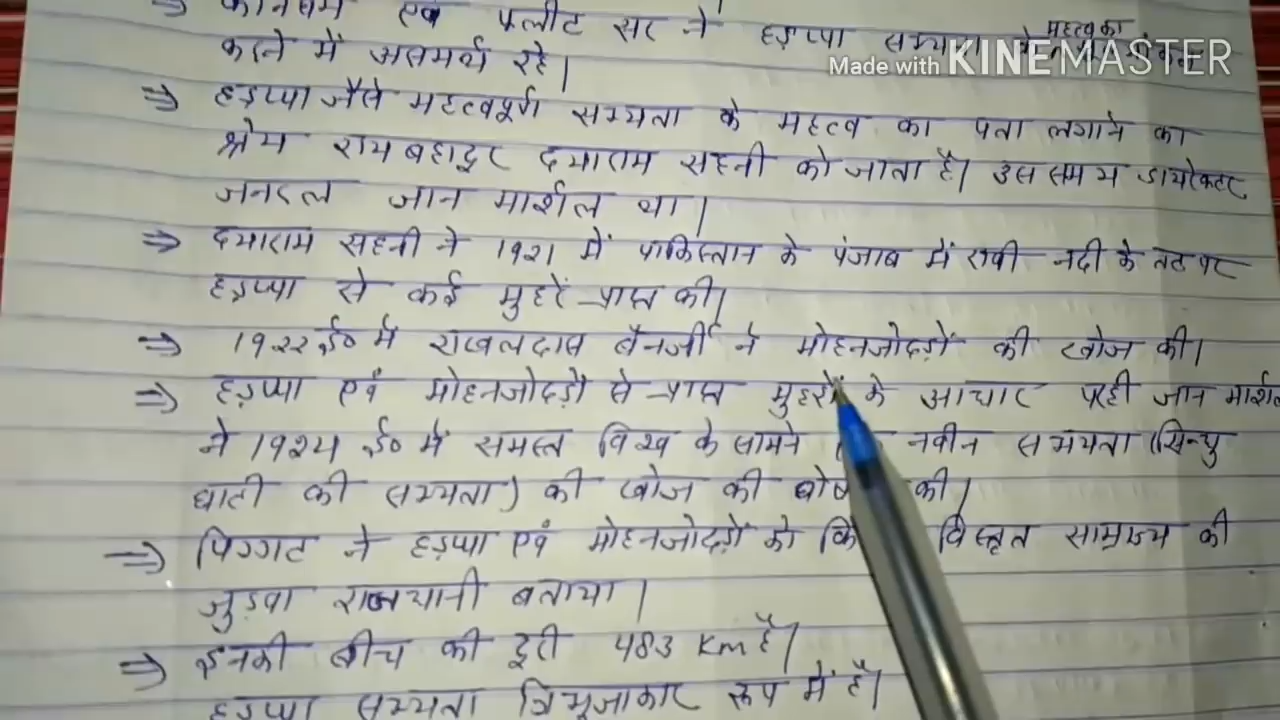 ⇒ कनिंघम एवं फ्लीट सर ने हड़प्पा सभ्यता के महत्व का
करने में असमर्थ रहे।
Made with KINEMASTER
⇒ हड़प्पा जैसे महत्वपूर्ण सभ्यता के महत्व का पता लगाने का
श्रेय रायबहादुर दयाराम सहनी को जाता है। उस समय डायरेक्टर
जनरल जान मार्शल था।
⇒ दयाराम सहनी ने 1921 में पाकिस्तान के पंजाब में रावी नदी के तट पर
हड़प्पा से कई मुहरें प्राप्त की।
⇒ 1922 ई० में राखलदास बैनर्जी ने मोहनजोदड़ों की खोज की।
⇒ हड़प्पा एवं मोहनजोदड़ों से प्राप्त मुहरों के आधार पर ही जान मार्शल
ने 1924 ई० में समस्त विश्व के सामने नवीन सभ्यता (सिन्धु
घाटी की सभ्यता) की खोज की की।
⇒ पिग्गट ने हड़प्पा एवं मोहनजोदड़ों को विस्तृत साम्राज्य की
जुड़वा राजधानी बताया।
⇒ इनकी बीच की दूरी 483 Km है।
हड़प्पा सभ्यता त्रिभुजाकार रूप में है।